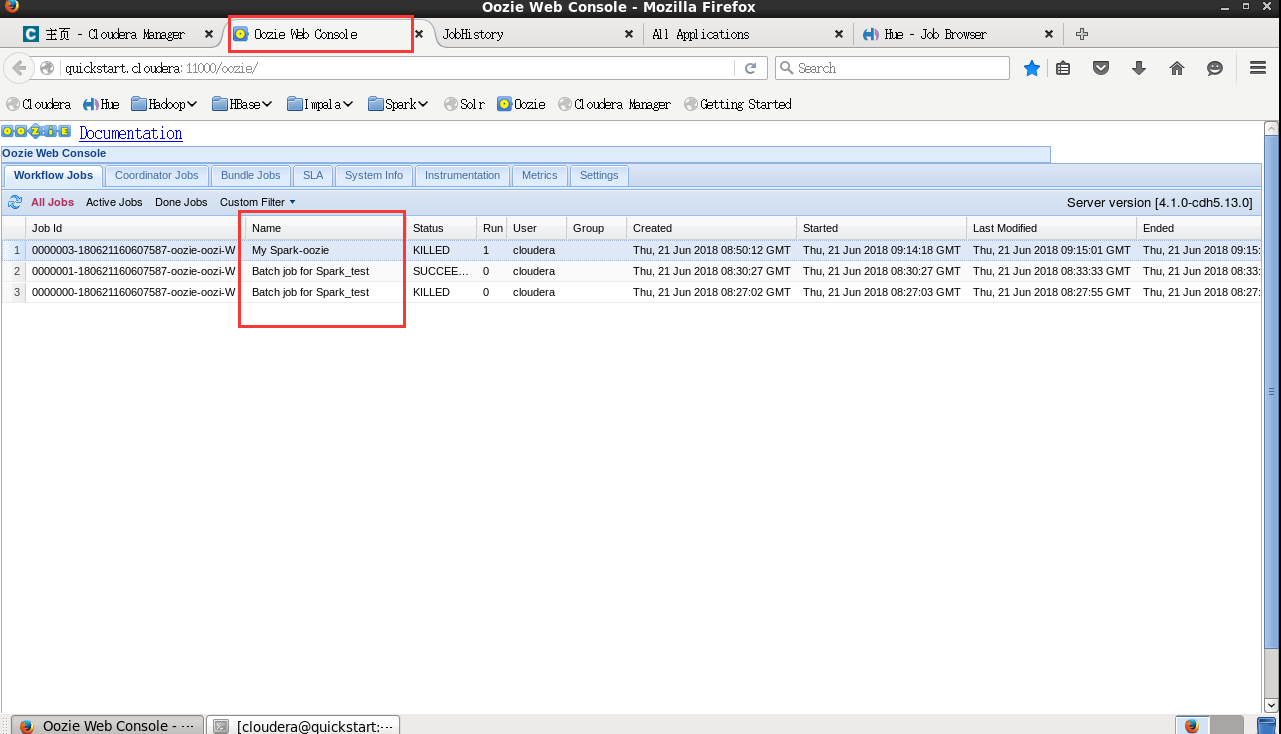 Oozie Web Console - Mozilla Firefox
主页 - Cloudera Manager Oozie Web Console JobHistory All Applications Hue - Job Browser
quickstart.cloudera:11000/oozie/ Search
Cloudera Hue Hadoop HBase Impala Spark Solr Oozie Cloudera Manager Getting Started
OOZIE Documentation
Oozie Web Console
Workflow Jobs Coordinator Jobs Bundle Jobs SLA System Info Instrumentation Metrics Settings
All Jobs Active Jobs Done Jobs Custom Filter Server version [4.1.0-cdh5.13.0]
Job Id Name Status Run User Group Created Started Last Modified Ended
1 0000003-180621160607587-oozie-oozi-W My Spark-oozie KILLED 1 cloudera Thu, 21 Jun 2018 08:50:12 GMT Thu, 21 Jun 2018 09:14:18 GMT Thu, 21 Jun 2018 09:15:01 GMT Thu, 21 Jun 2018 09:15:
2 0000001-180621160607587-oozie-oozi-W Batch job for Spark_test SUCCEE... 0 cloudera Thu, 21 Jun 2018 08:30:27 GMT Thu, 21 Jun 2018 08:30:27 GMT Thu, 21 Jun 2018 08:33:33 GMT Thu, 21 Jun 2018 08:33:
3 0000000-180621160607587-oozie-oozi-W Batch job for Spark_test KILLED 0 cloudera Thu, 21 Jun 2018 08:27:02 GMT Thu, 21 Jun 2018 08:27:03 GMT Thu, 21 Jun 2018 08:27:55 GMT Thu, 21 Jun 2018 08:27:
Oozie Web Console - ··· [cloudera@quickstart:···